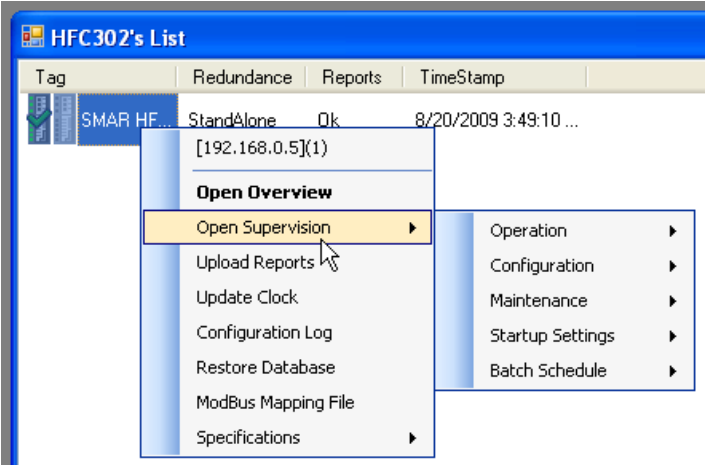 HFC302's List
Tag Redundance Reports TimeStamp
SMAR HF... StandAlone Ok 8/20/2009 3:49:10 ...
[192.168.0.5](1)
Open Overview
Open Supervision
Upload Reports
Update Clock
Configuration Log
Restore Database
ModBus Mapping File
Specifications
Operation
Configuration
Maintenance
Startup Settings
Batch Schedule